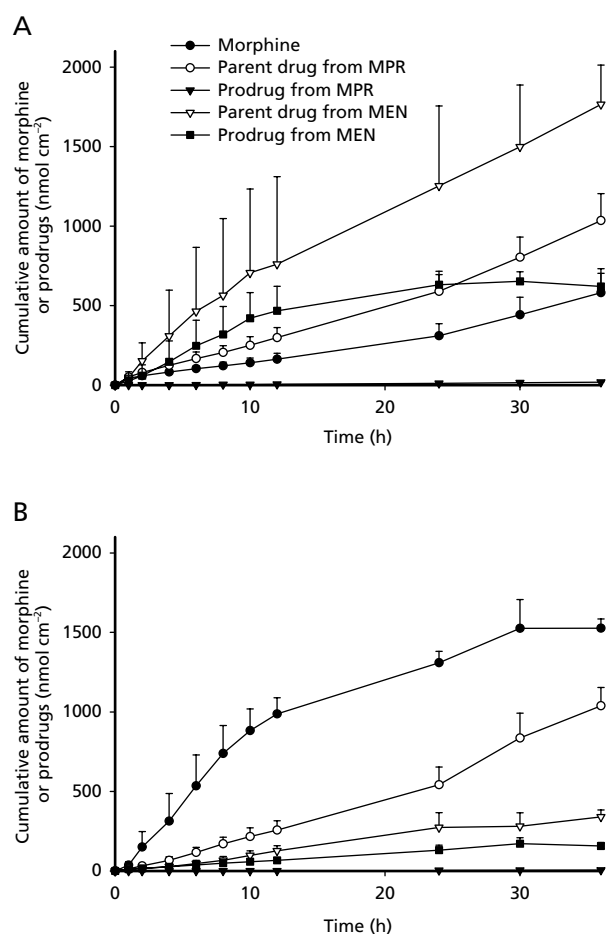 A
Morphine
Parent drug from MPR
Prodrug from MPR
Parent drug from MEN
Prodrug from MEN
Cumulative amount of morphine
or prodrugs (nmol cm⁻²)
2000
1500
1000
500
0
0 10 20 30
Time (h)
B
Cumulative amount of morphine
or prodrugs (nmol cm⁻²)
2000
1500
1000
500
0
0 10 20 30
Time (h)